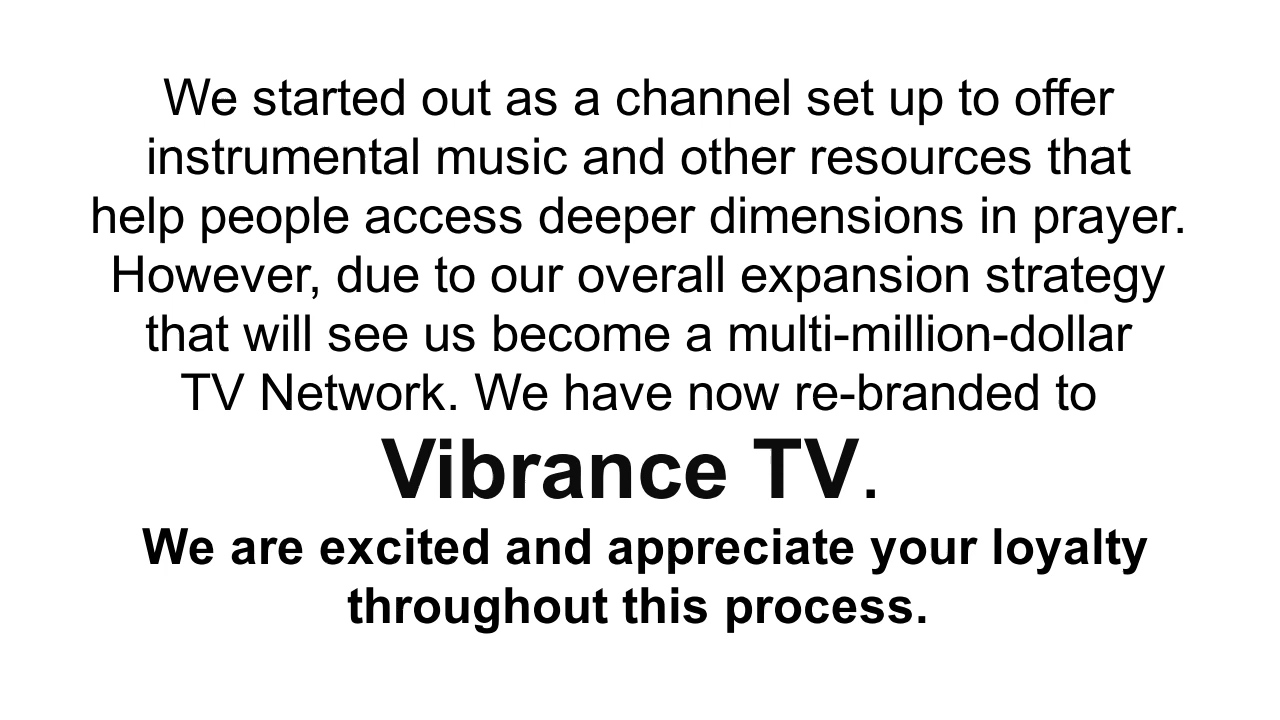 We started out as a channel set up to offer
instrumental music and other resources that
help people access deeper dimensions in prayer.
However, due to our overall expansion strategy
that will see us become a multi-million-dollar
TV Network. We have now re-branded to
Vibrance TV.
We are excited and appreciate your loyalty
throughout this process.